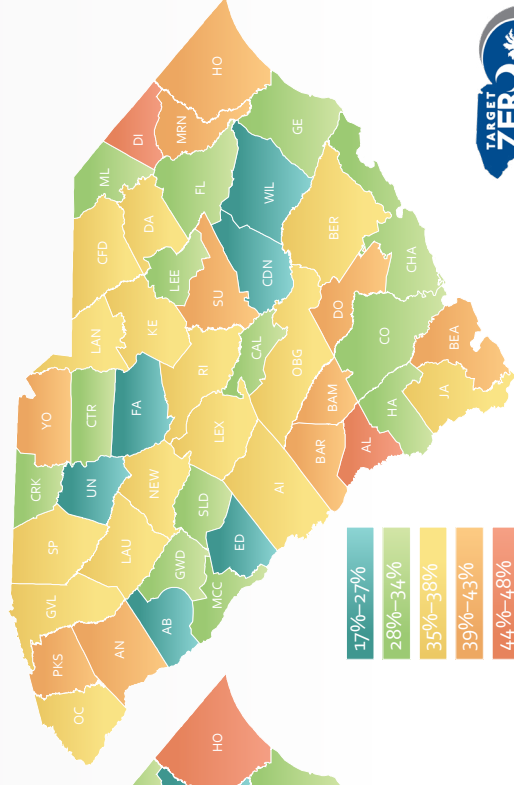 HO
DI
MRN
ML
GE
FL
WIL
DA
CFD
BER
LEE
CDN
SU
CHA
KE
LAN
DO
CAL
RI
OBG
CO
BEA
YO
CTR
FA
BAM
HA
JA
LEX
BAR
AL
CRK
UN
NEW
AI
SLD
SP
LAU
ED
GWD
MCC
GVL
AB
PKS
AN
OC
HO
17%–27%
28%–34%
35%–38%
39%–43%
44%–48%
TARGET
ZERO